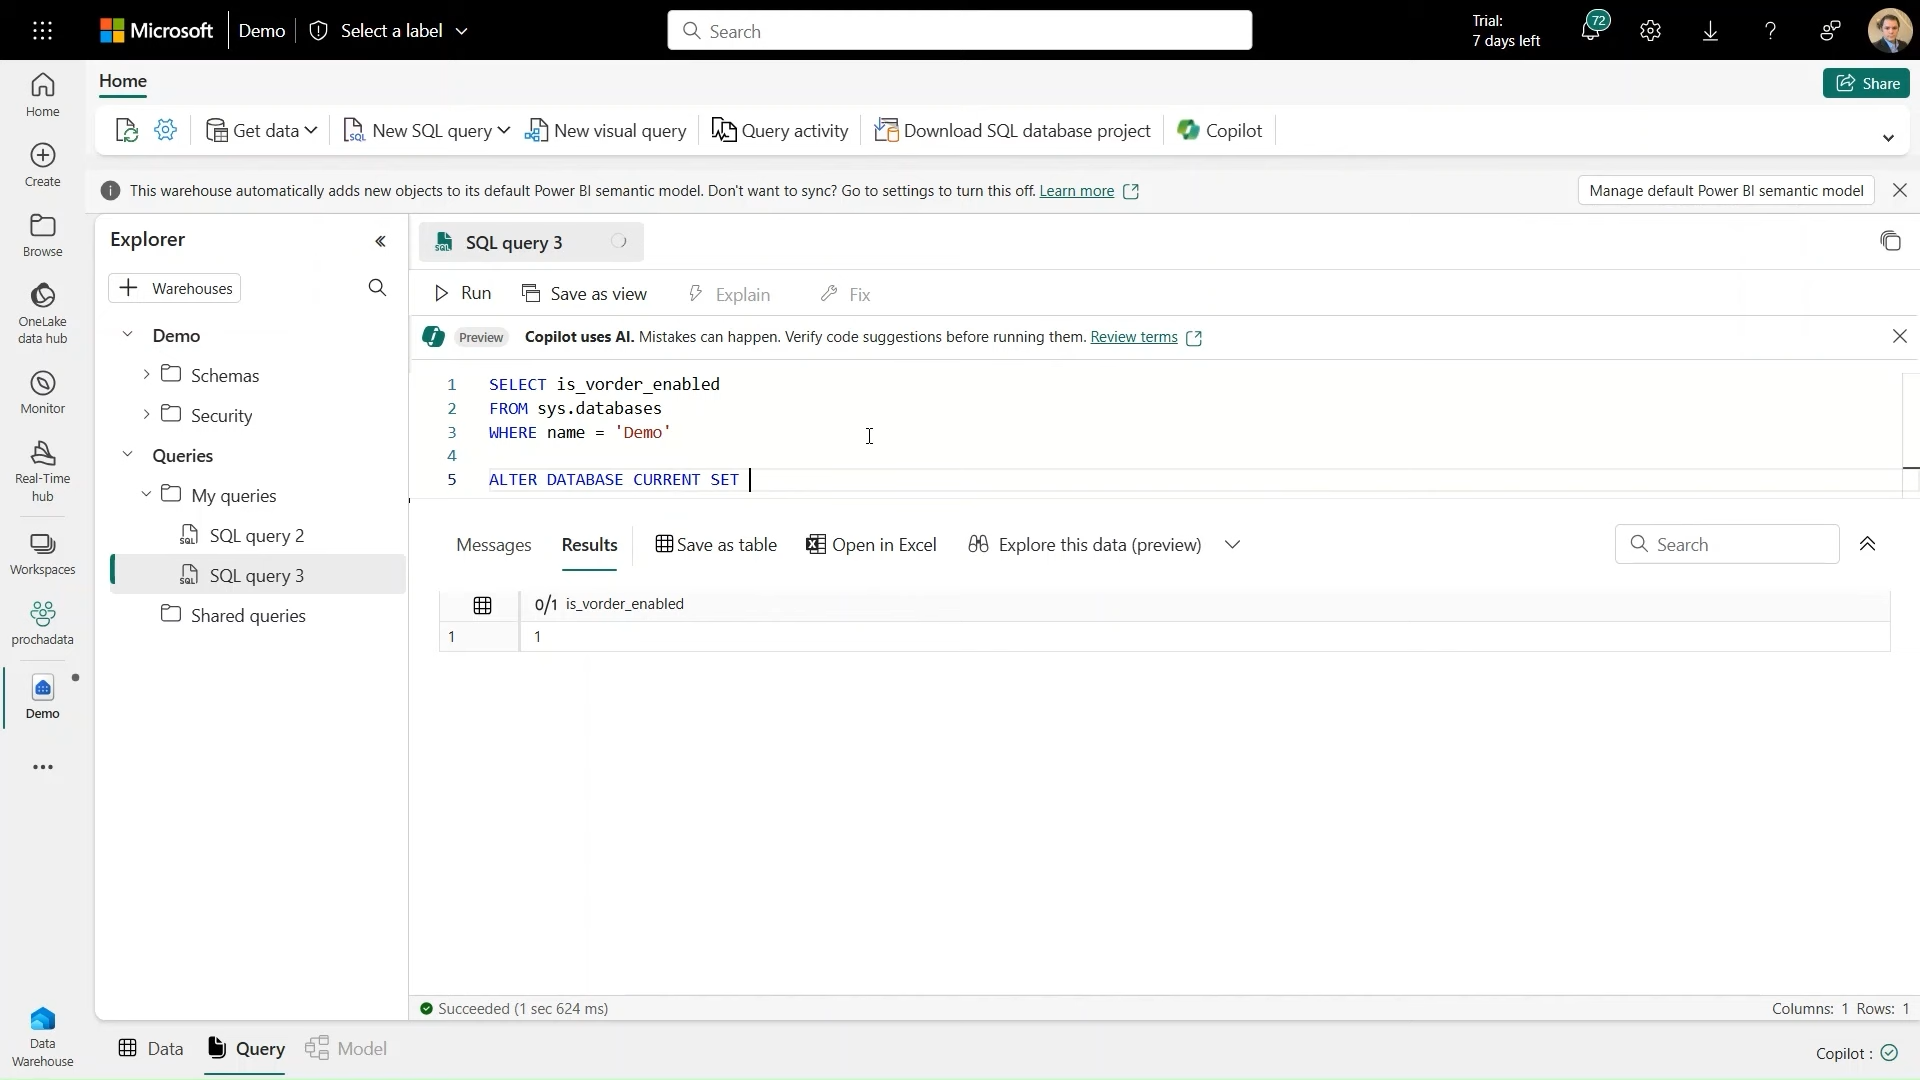 Microsoft Demo Select a label Search Trial: 7 days left 72
Home Share
Get data New SQL query New visual query Query activity Download SQL database project Copilot
This warehouse automatically adds new objects to its default Power BI semantic model. Don't want to sync? Go to settings to turn this off. Learn more Manage default Power BI semantic model
Home
Create
Browse
OneLake data hub
Monitor
Real-Time hub
Workspaces
prochadata
Demo
Data Warehouse
Explorer
Warehouses
Demo
Schemas
Security
Queries
My queries
SQL query 2
SQL query 3
Shared queries
SQL query 3
Run Save as view Explain Fix
Preview Copilot uses AI. Mistakes can happen. Verify code suggestions before running them. Review terms
1 SELECT is_vorder_enabled
2 FROM sys.databases
3 WHERE name = 'Demo'
4
5 ALTER DATABASE CURRENT SET
Messages Results Save as table Open in Excel Explore this data (preview) Search
0/1 is_vorder_enabled
1 1
Succeeded (1 sec 624 ms) Columns: 1 Rows: 1
Data Query Model Copilot :